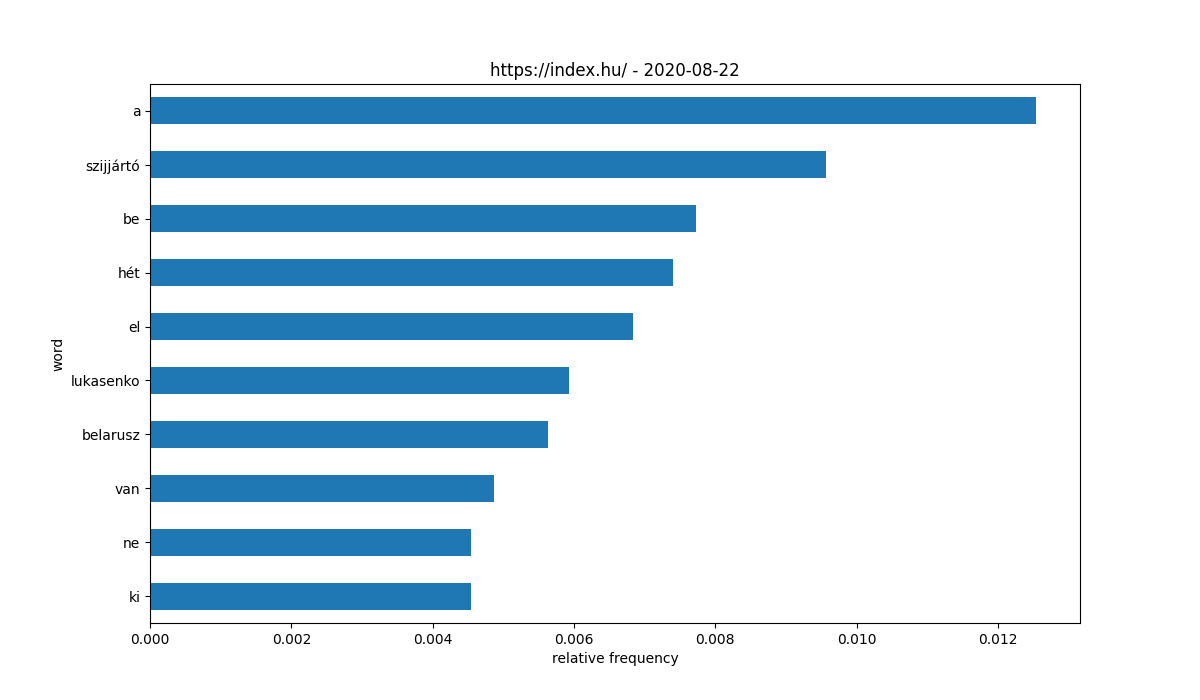 https://index.hu/ - 2020-08-22
a
szijjártó
be
hét
el
lukasenko
belarusz
van
ne
ki
word
0.000 0.002 0.004 0.006 0.008 0.010 0.012
relative frequency